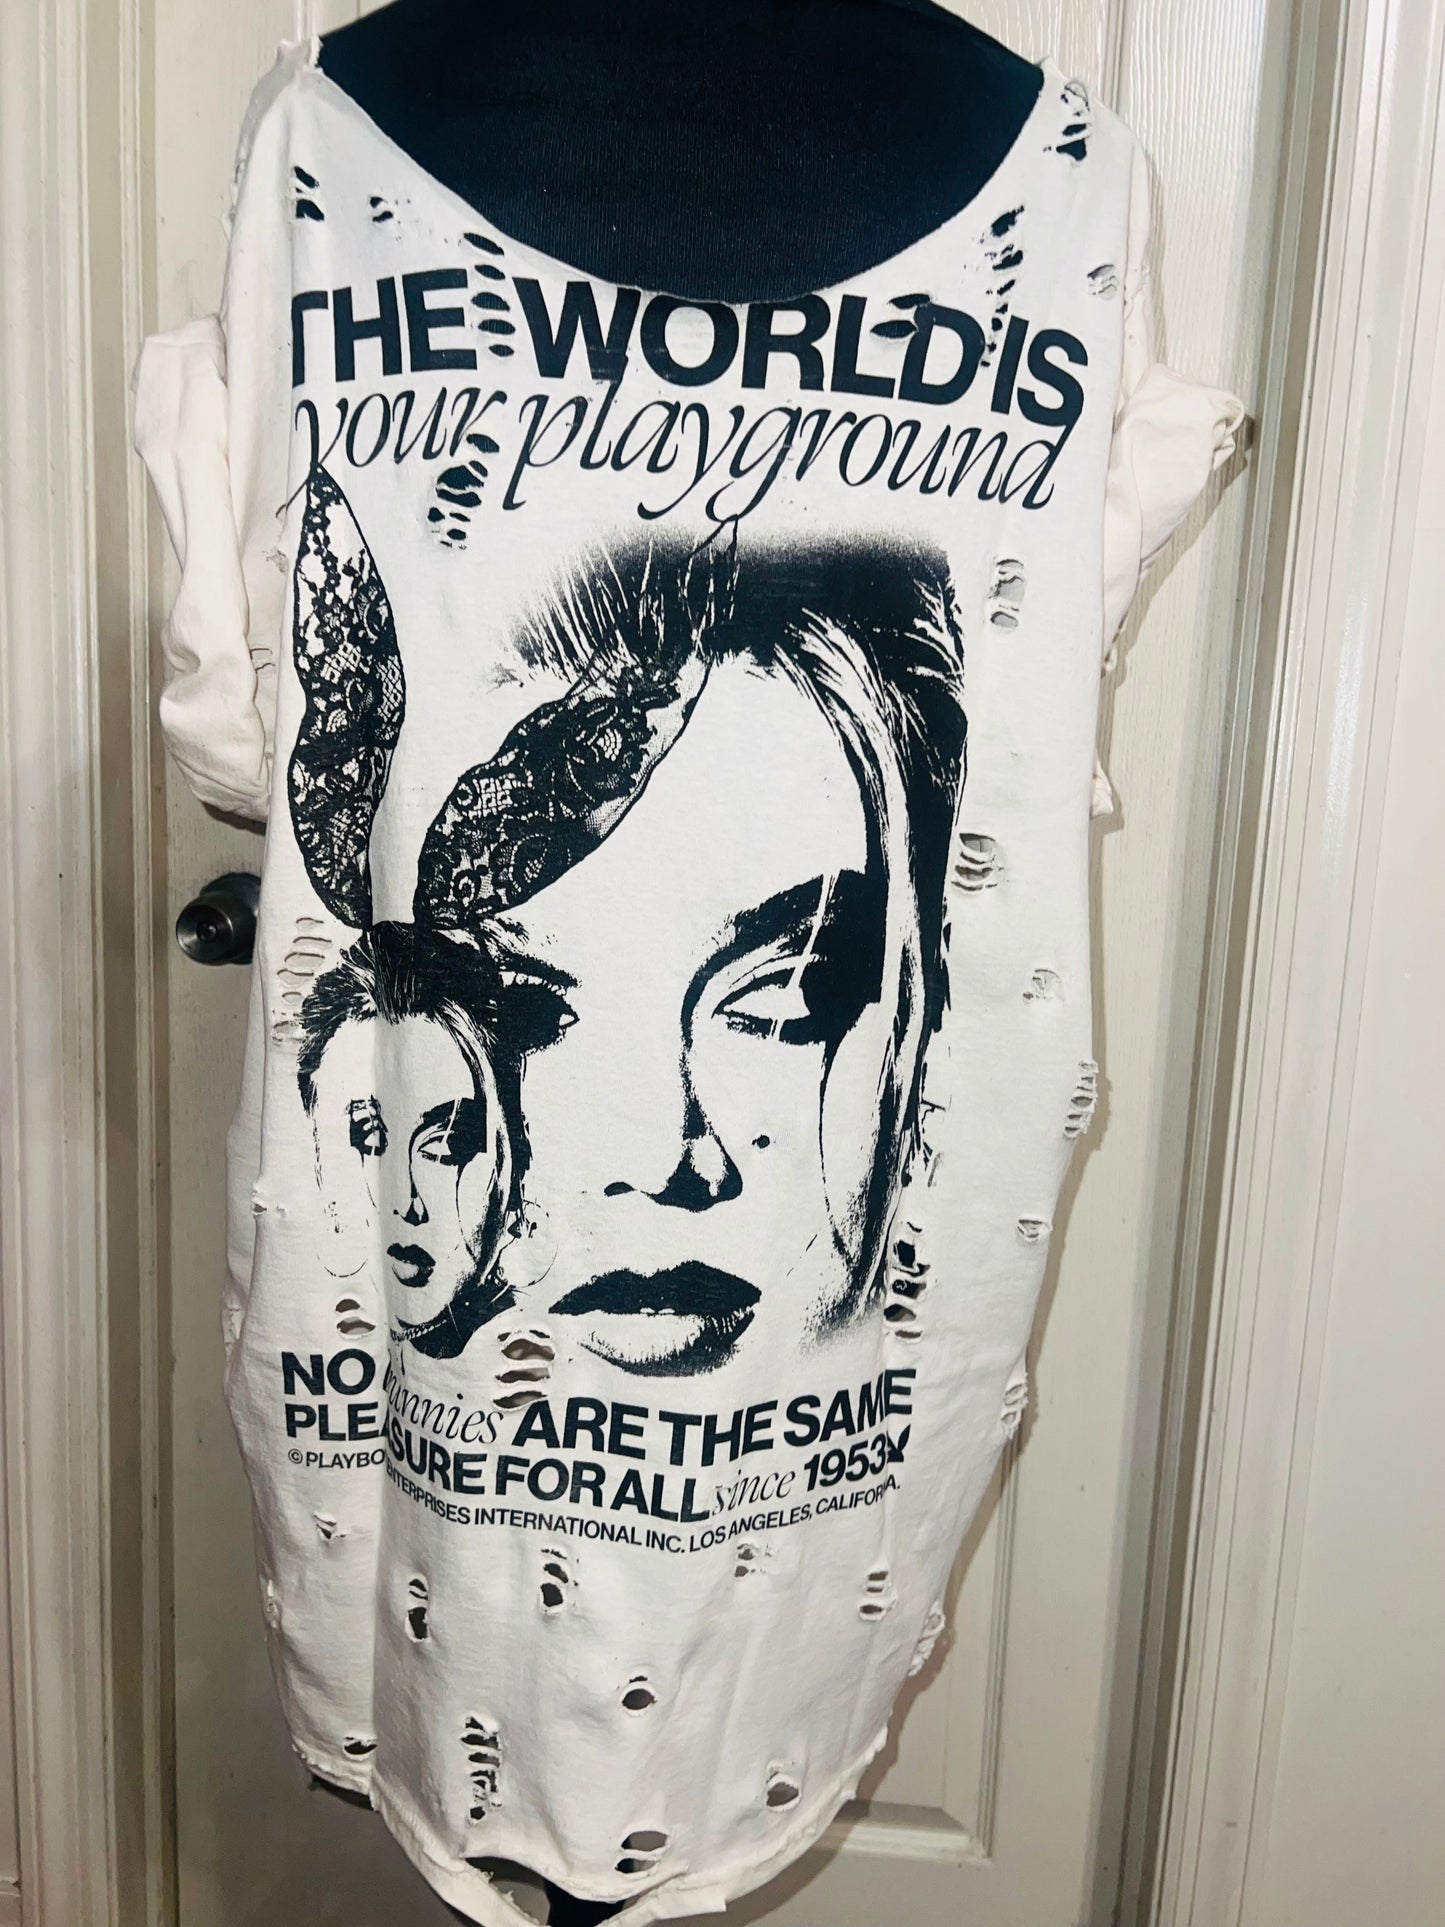 THE WORLD IS
your playground
NO bunnies ARE THE SAME
PLEASURE FOR ALL since 1953
© PLAYBOY ENTERPRISES INTERNATIONAL INC. LOS ANGELES, CALIFORNIA.